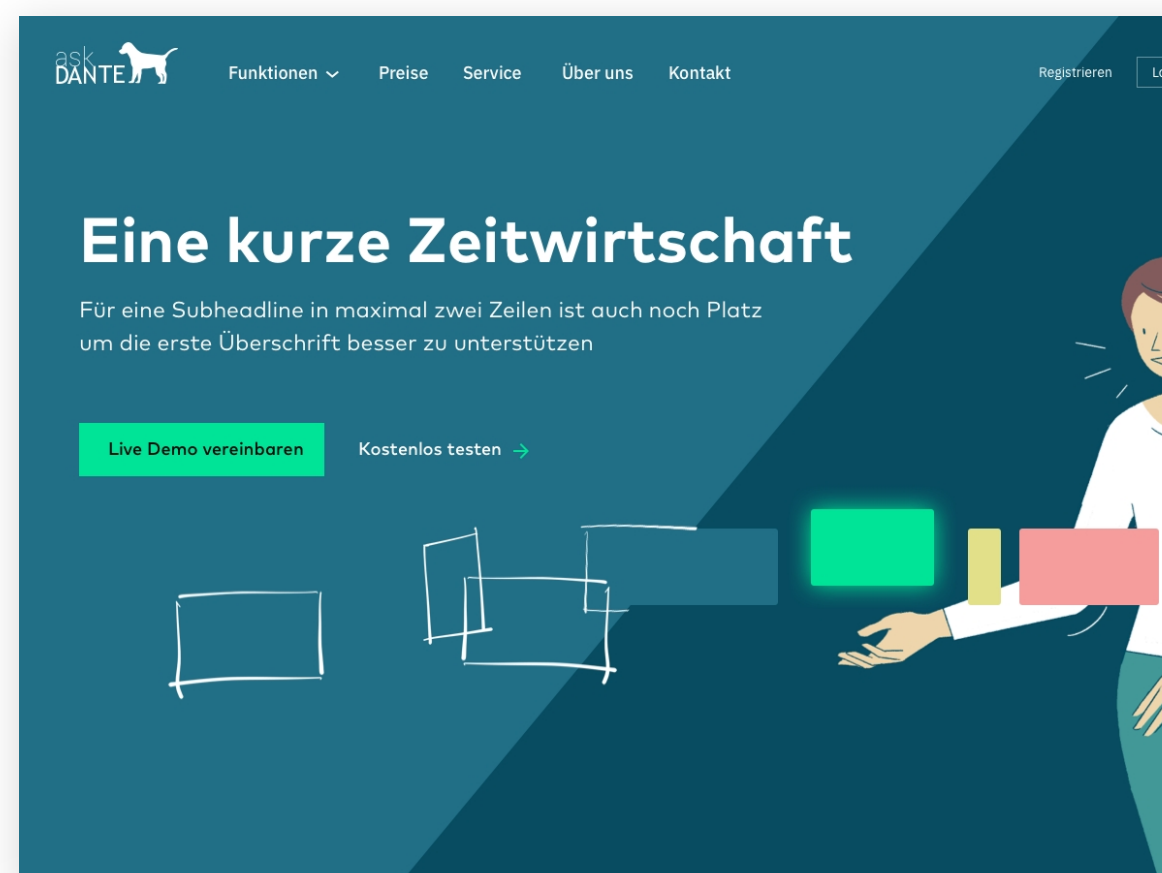 ask
DANTE
Funktionen Preise Service Über uns Kontakt Registrieren
Eine kurze Zeitwirtschaft
Für eine Subheadline in maximal zwei Zeilen ist auch noch Platz
um die erste Überschrift besser zu unterstützen
Live Demo vereinbaren Kostenlos testen